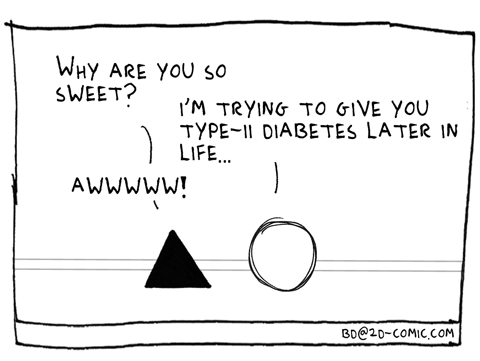 WHY ARE YOU SO
SWEET?
I'M TRYING TO GIVE YOU
TYPE-II DIABETES LATER IN
LIFE...
AWWWWW!
BD@2D-COMIC.COM